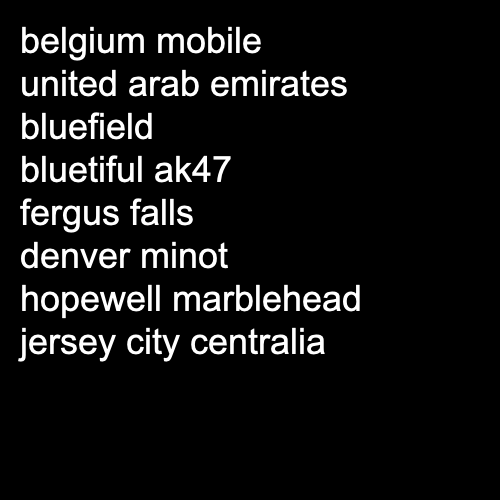 belgium mobile
united arab emirates
bluefield
bluetiful ak47
fergus falls
denver minot
hopewell marblehead
jersey city centralia